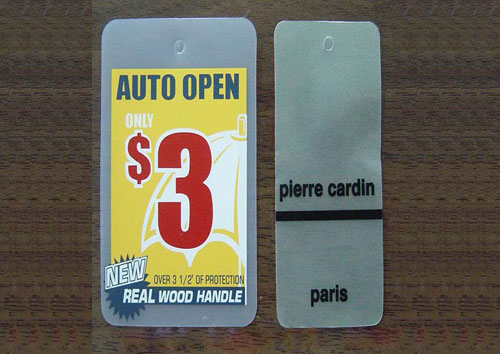 AUTO OPEN
ONLY
$3
NEW
OVER 3 1/2' OF PROTECTION
REAL WOOD HANDLE
pierre cardin
paris